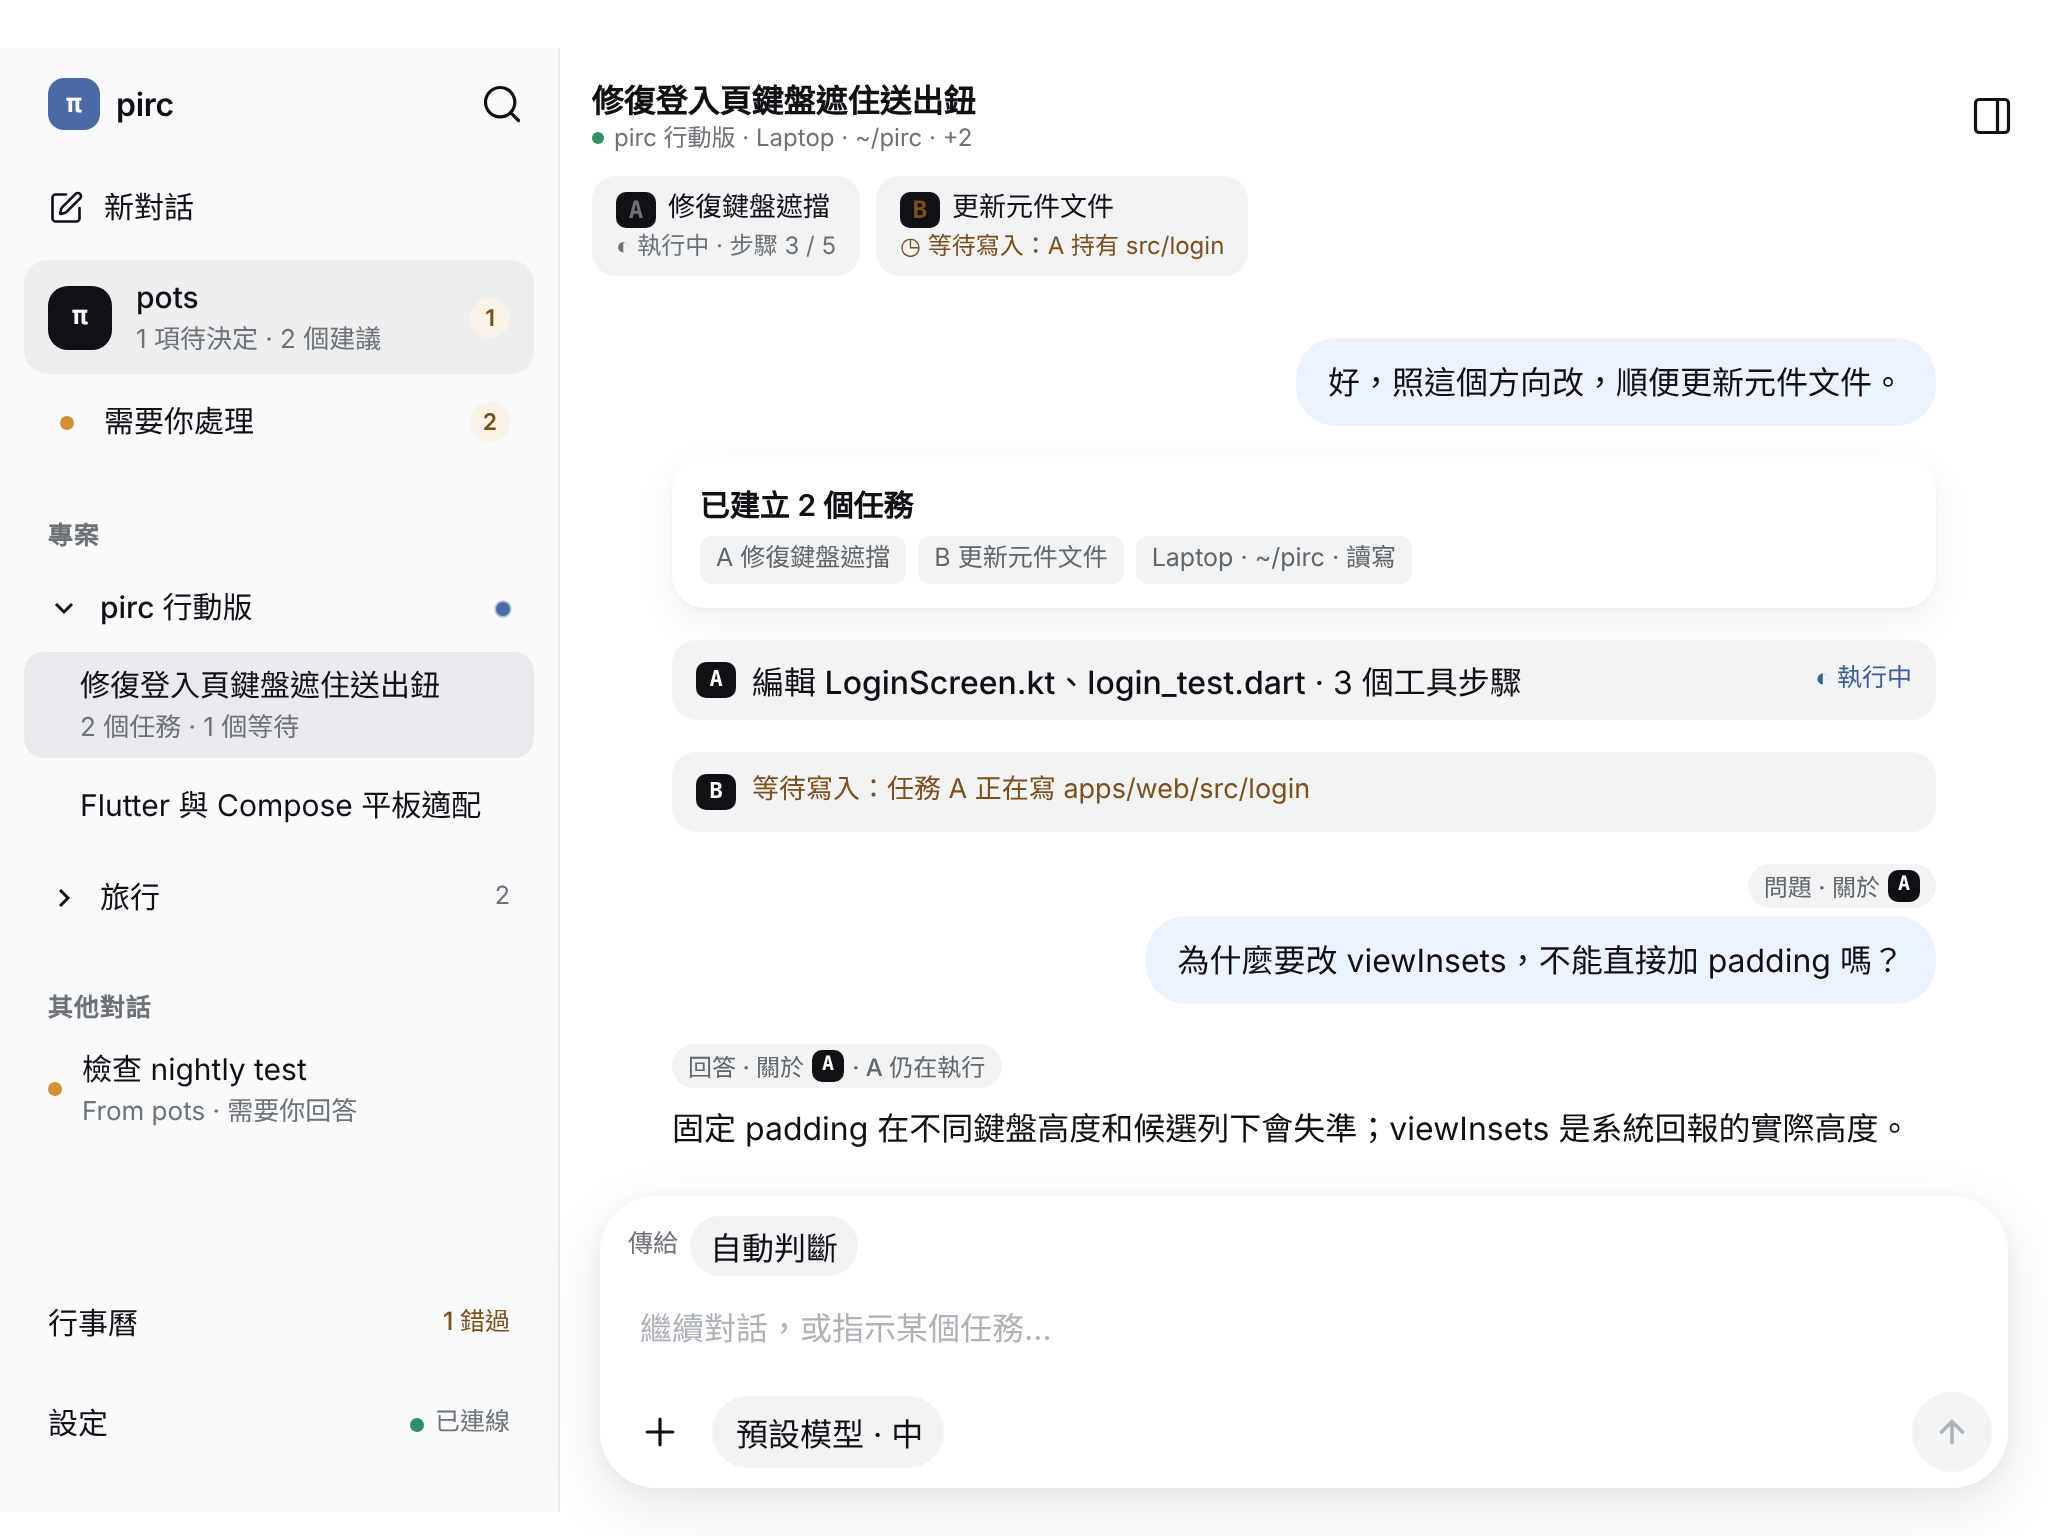 π pirc
新對話
π pots 1
1 項待決定 · 2 個建議
需要你處理 2
專案
pirc 行動版
修復登入頁鍵盤遮住送出鈕
2 個任務 · 1 個等待
Flutter 與 Compose 平板適配
旅行 2
其他對話
檢查 nightly test
From pots · 需要你回答
行事曆 1 錯過
設定 已連線
修復登入頁鍵盤遮住送出鈕
pirc 行動版 · Laptop · ~/pirc · +2
A 修復鍵盤遮擋
執行中 · 步驟 3 / 5
B 更新元件文件
等待寫入：A 持有 src/login
好，照這個方向改，順便更新元件文件。
已建立 2 個任務
A 修復鍵盤遮擋 B 更新元件文件 Laptop · ~/pirc · 讀寫
A 編輯 LoginScreen.kt、login_test.dart · 3 個工具步驟 執行中
B 等待寫入：任務 A 正在寫 apps/web/src/login
問題 · 關於 A
為什麼要改 viewInsets，不能直接加 padding 嗎？
回答 · 關於 A · A 仍在執行
固定 padding 在不同鍵盤高度和候選列下會失準；viewInsets 是系統回報的實際高度。
傳給 自動判斷
繼續對話，或指示某個任務...
預設模型 · 中